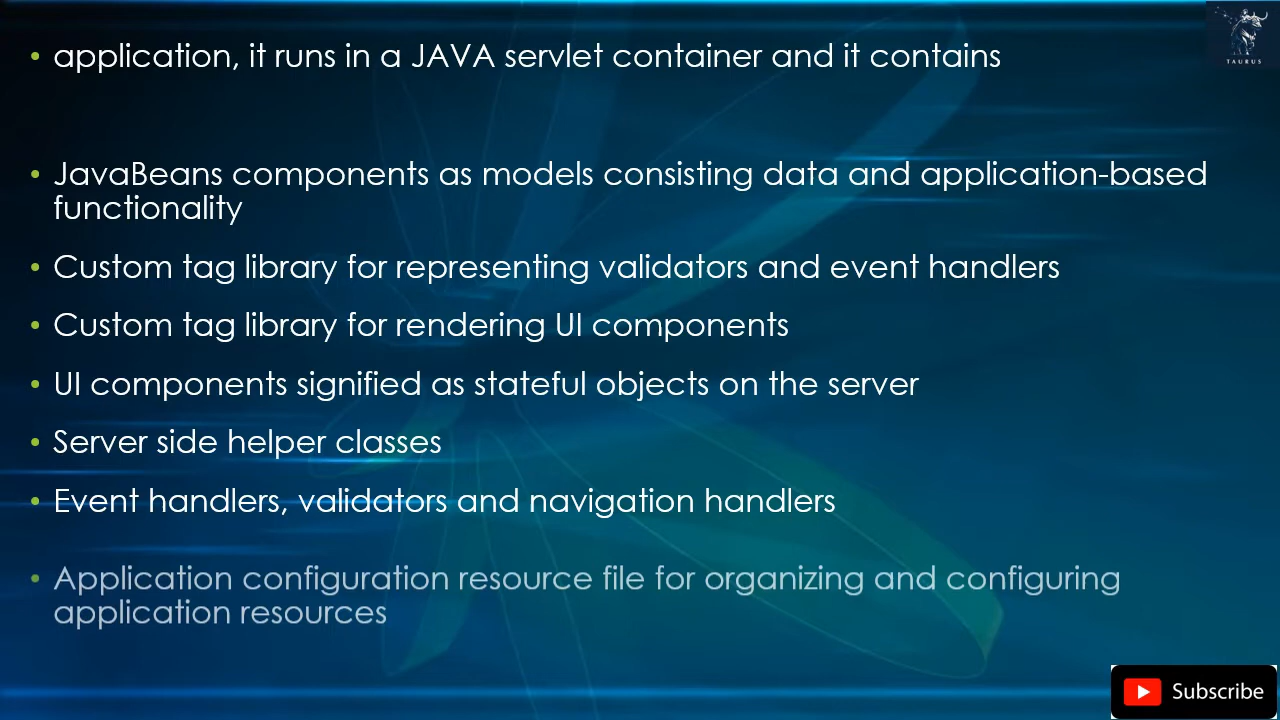 TAURUS
• application, it runs in a JAVA servlet container and it contains
• JavaBeans components as models consisting data and application-based
functionality
• Custom tag library for representing validators and event handlers
• Custom tag library for rendering UI components
• UI components signified as stateful objects on the server
• Server side helper classes
• Event handlers, validators and navigation handlers
• Application configuration resource file for organizing and configuring
application resources
Subscribe